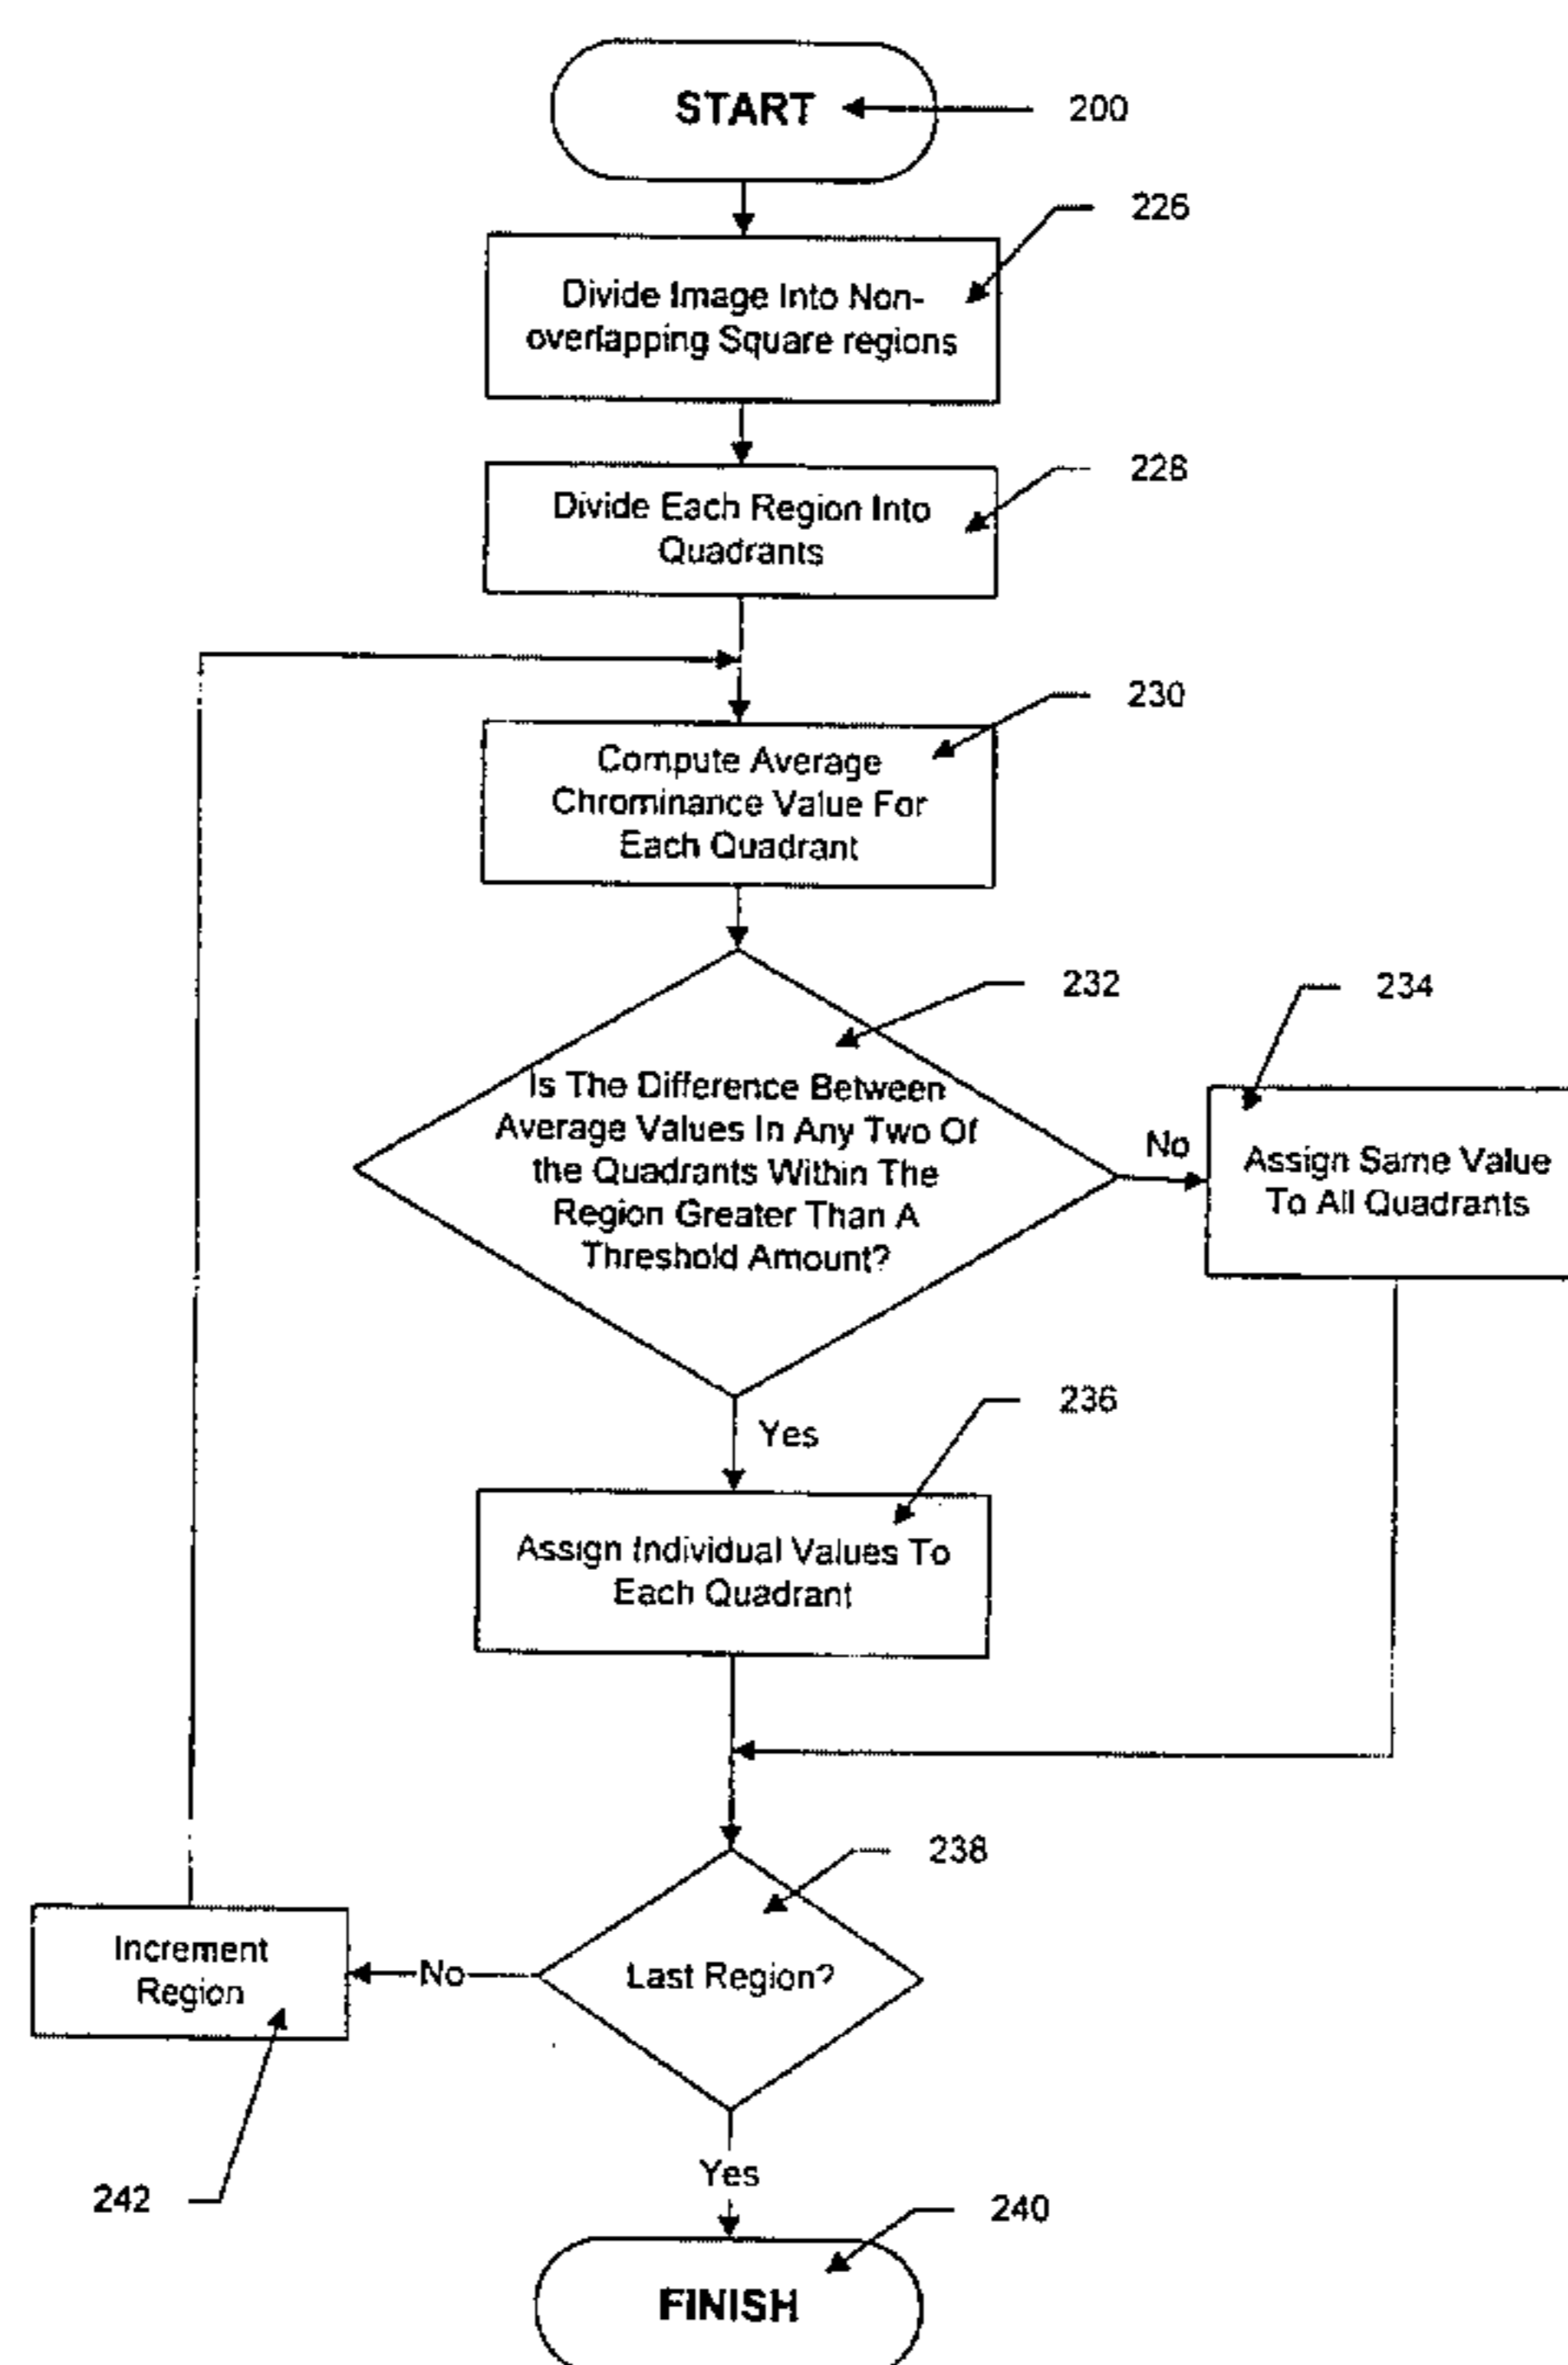 START
200
226
Divide Image Into Non-
overlapping Square regions
228
Divide Each Region Into
Quadrants
230
Compute Average
Chrominance Value For
Each Quadrant
232
234
Is The Difference Between
Average Values In Any Two Of
the Quadrants Within The
Region Greater Than A
Threshold Amount?
No
Assign Same Value
To All Quadrants
Yes
236
Assign Individual Values To
Each Quadrant
238
Last Region?
No
Increment
Region
242
Yes
240
FINISH